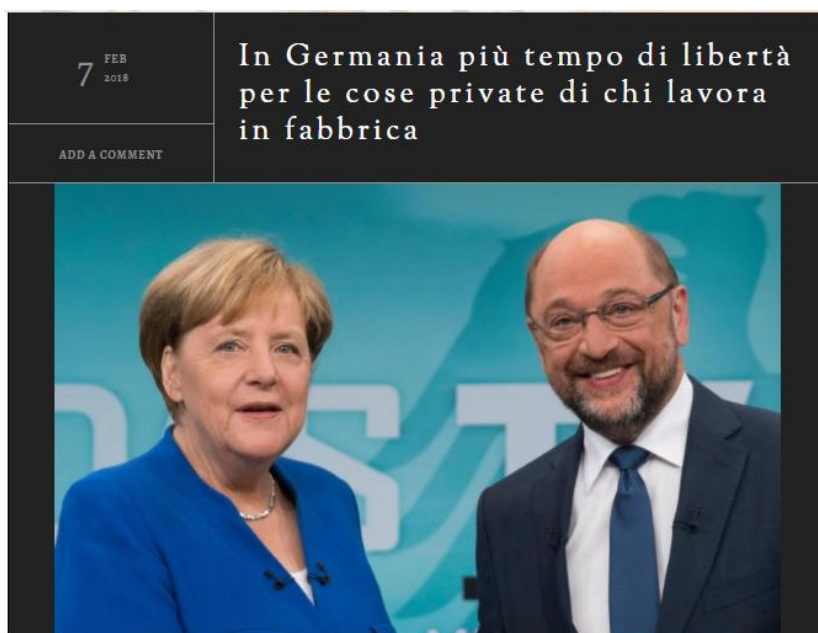 7
FEB
2018
ADD A COMMENT
In Germania più tempo di libertà
per le cose private di chi lavora
in fabbrica